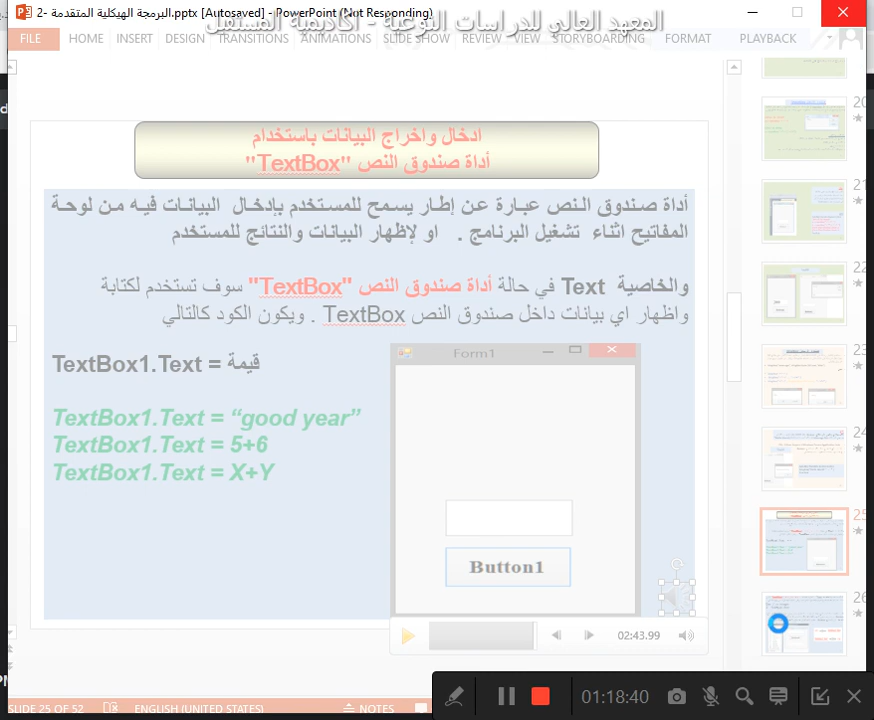 2- البرمجة الهيكلية المتقدمة.pptx [Autosaved] - PowerPoint (Not Responding)
المعهد العالي للدراسات النوعية - أكاديمية المستقبل
FILE HOME INSERT DESIGN TRANSITIONS ANIMATIONS SLIDE SHOW REVIEW VIEW STORYBOARDING FORMAT PLAYBACK
ادخال واخراج البيانات باستخدام
أداة صندوق النص "TextBox"
أداة صندوق النص عبارة عن إطار يسمح للمستخدم بإدخال البيانات فيه من لوحة
المفاتيح اثناء تشغيل البرنامج . او لإظهار البيانات والنتائج للمستخدم
والخاصية Text في حالة أداة صندوق النص "TextBox" سوف تستخدم لكتابة
واظهار اي بيانات داخل صندوق النص TextBox . ويكون الكود كالتالي
TextBox1.Text = قيمة
TextBox1.Text = “good year”
TextBox1.Text = 5+6
TextBox1.Text = X+Y
Form1
Button1
02:43.99
20
21
22
23
24
25
26
SLIDE 25 OF 52 ENGLISH (UNITED STATES) NOTES
01:18:40